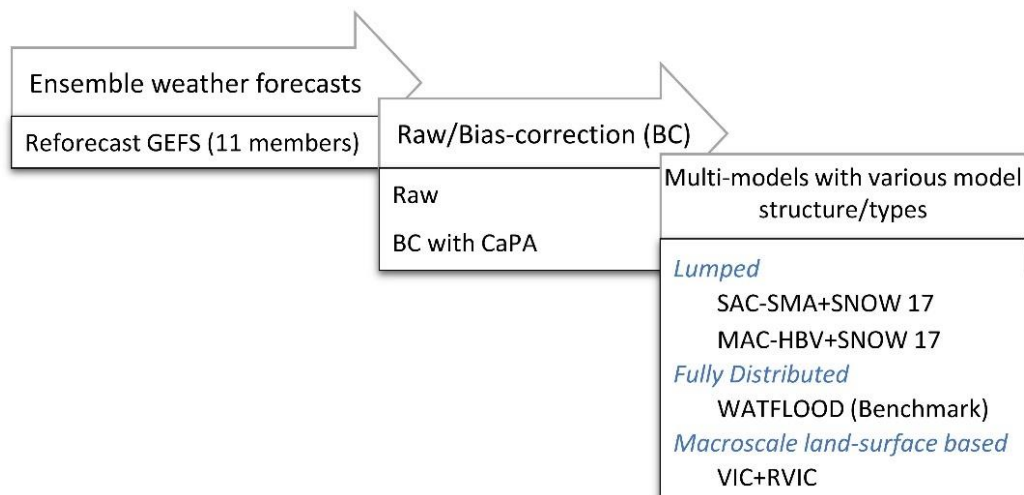 Ensemble weather forecasts
Reforecast GEFS (11 members)
Raw/Bias-correction (BC)
Raw
BC with CaPA
Multi-models with various model
structure/types
Lumped
SAC-SMA+SNOW 17
MAC-HBV+SNOW 17
Fully Distributed
WATFLOOD (Benchmark)
Macroscale land-surface based
VIC+RVIC